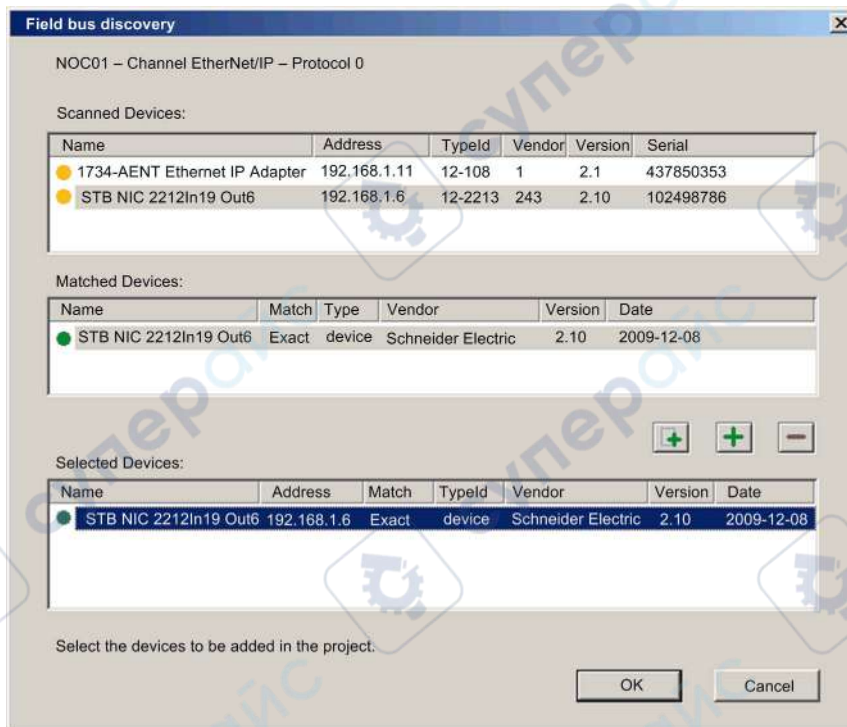 Field bus discovery
NOC01 – Channel EtherNet/IP – Protocol 0
Scanned Devices:
Name Address TypeId Vendor Version Serial
1734-AENT Ethernet IP Adapter 192.168.1.11 12-108 1 2.1 437850353
STB NIC 2212In19 Out6 192.168.1.6 12-2213 243 2.10 102498786
Matched Devices:
Name Match Type Vendor Version Date
STB NIC 2212In19 Out6 Exact device Schneider Electric 2.10 2009-12-08
Selected Devices:
Name Address Match TypeId Vendor Version Date
STB NIC 2212In19 Out6 192.168.1.6 Exact device Schneider Electric 2.10 2009-12-08
Select the devices to be added in the project.
OK Cancel
суперайс
суперайс
суперайс